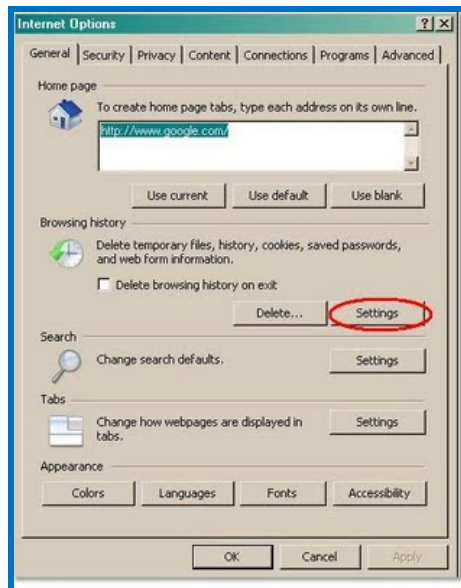 Internet Options
General Security Privacy Content Connections Programs Advanced
Home page
To create home page tabs, type each address on its own line.
http://www.google.com/
Use current Use default Use blank
Browsing history
Delete temporary files, history, cookies, saved passwords,
and web form information.
Delete browsing history on exit
Delete... Settings
Search
Change search defaults. Settings
Tabs
Change how webpages are displayed in Settings
tabs.
Appearance
Colors Languages Fonts Accessibility
OK Cancel Apply